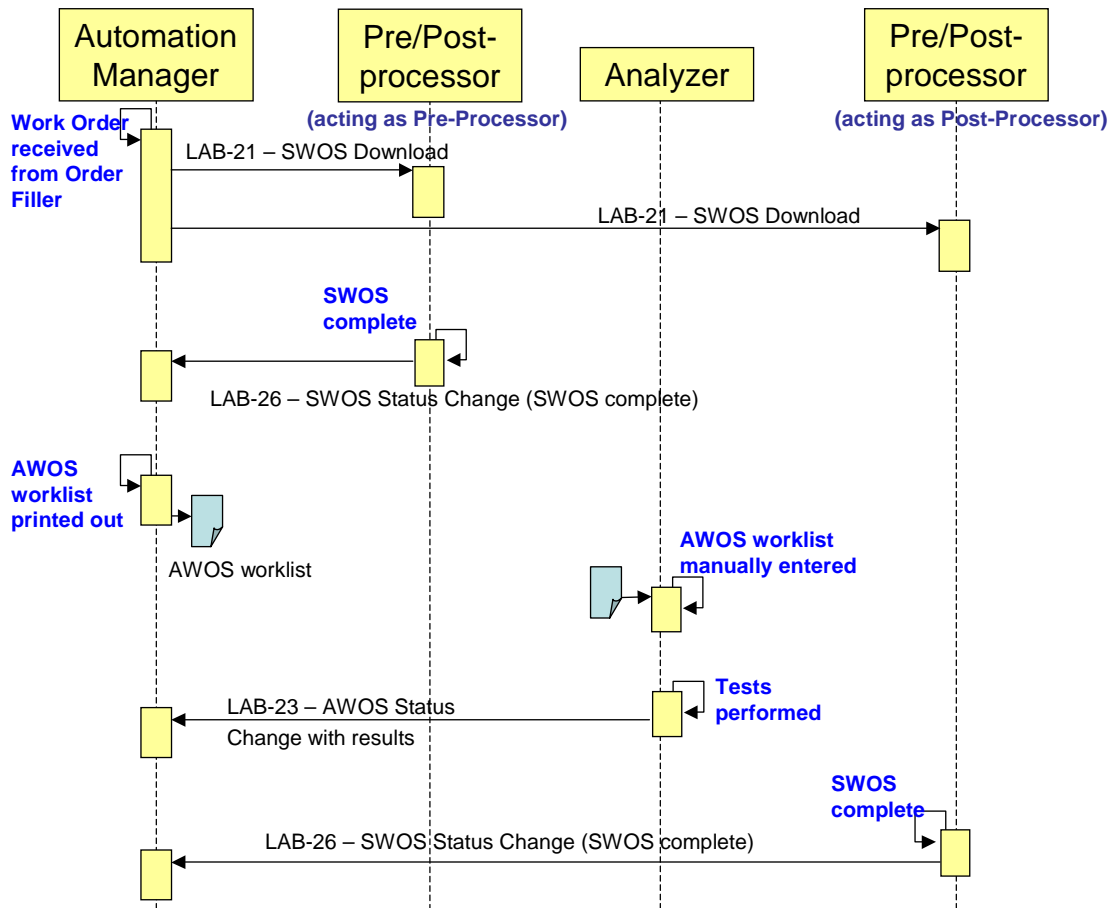 Automation
Manager
Pre/Post-
processor
Analyzer
Pre/Post-
processor
(acting as Pre-Processor)
(acting as Post-Processor)
Work Order
received
from Order
Filler
LAB-21 – SWOS Download
LAB-21 – SWOS Download
SWOS
complete
LAB-26 – SWOS Status Change (SWOS complete)
AWOS
worklist
printed out
AWOS worklist
AWOS worklist
manually entered
Tests
performed
LAB-23 – AWOS Status
Change with results
SWOS
complete
LAB-26 – SWOS Status Change (SWOS complete)